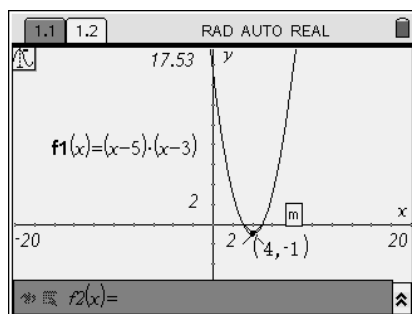 1.1 1.2 RAD AUTO REAL
17.53 y
f1(x)=(x-5)·(x-3)
2
m
x
-20 2 20
(4,-1)
f2(x)=